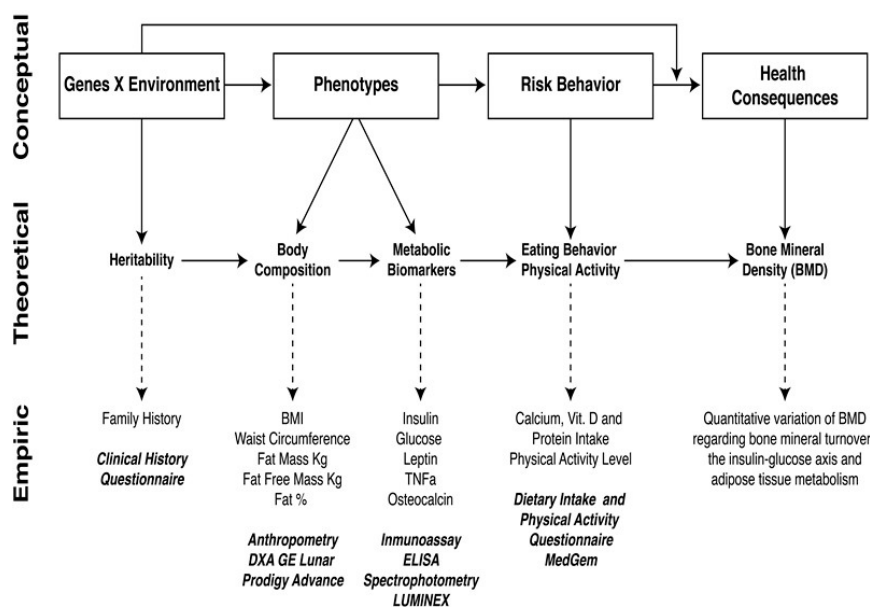 Conceptual
Genes X Environment
Phenotypes
Risk Behavior
Health
Consequences
Theoretical
Heritability
Body
Composition
Metabolic
Biomarkers
Eating Behavior
Physical Activity
Bone Mineral
Density (BMD)
Empiric
Family History
Clinical History
Questionnaire
BMI
Waist Circumference
Fat Mass Kg
Fat Free Mass Kg
Fat %
Anthropometry
DXA GE Lunar
Prodigy Advance
Insulin
Glucose
Leptin
TNFa
Osteocalcin
Inmunoassay
ELISA
Spectrophotometry
LUMINEX
Calcium, Vit. D and
Protein Intake
Physical Activity Level
Dietary Intake and
Physical Activity
Questionnaire
MedGem
Quantitative variation of BMD
regarding bone mineral turnover
the insulin-glucose axis and
adipose tissue metabolism